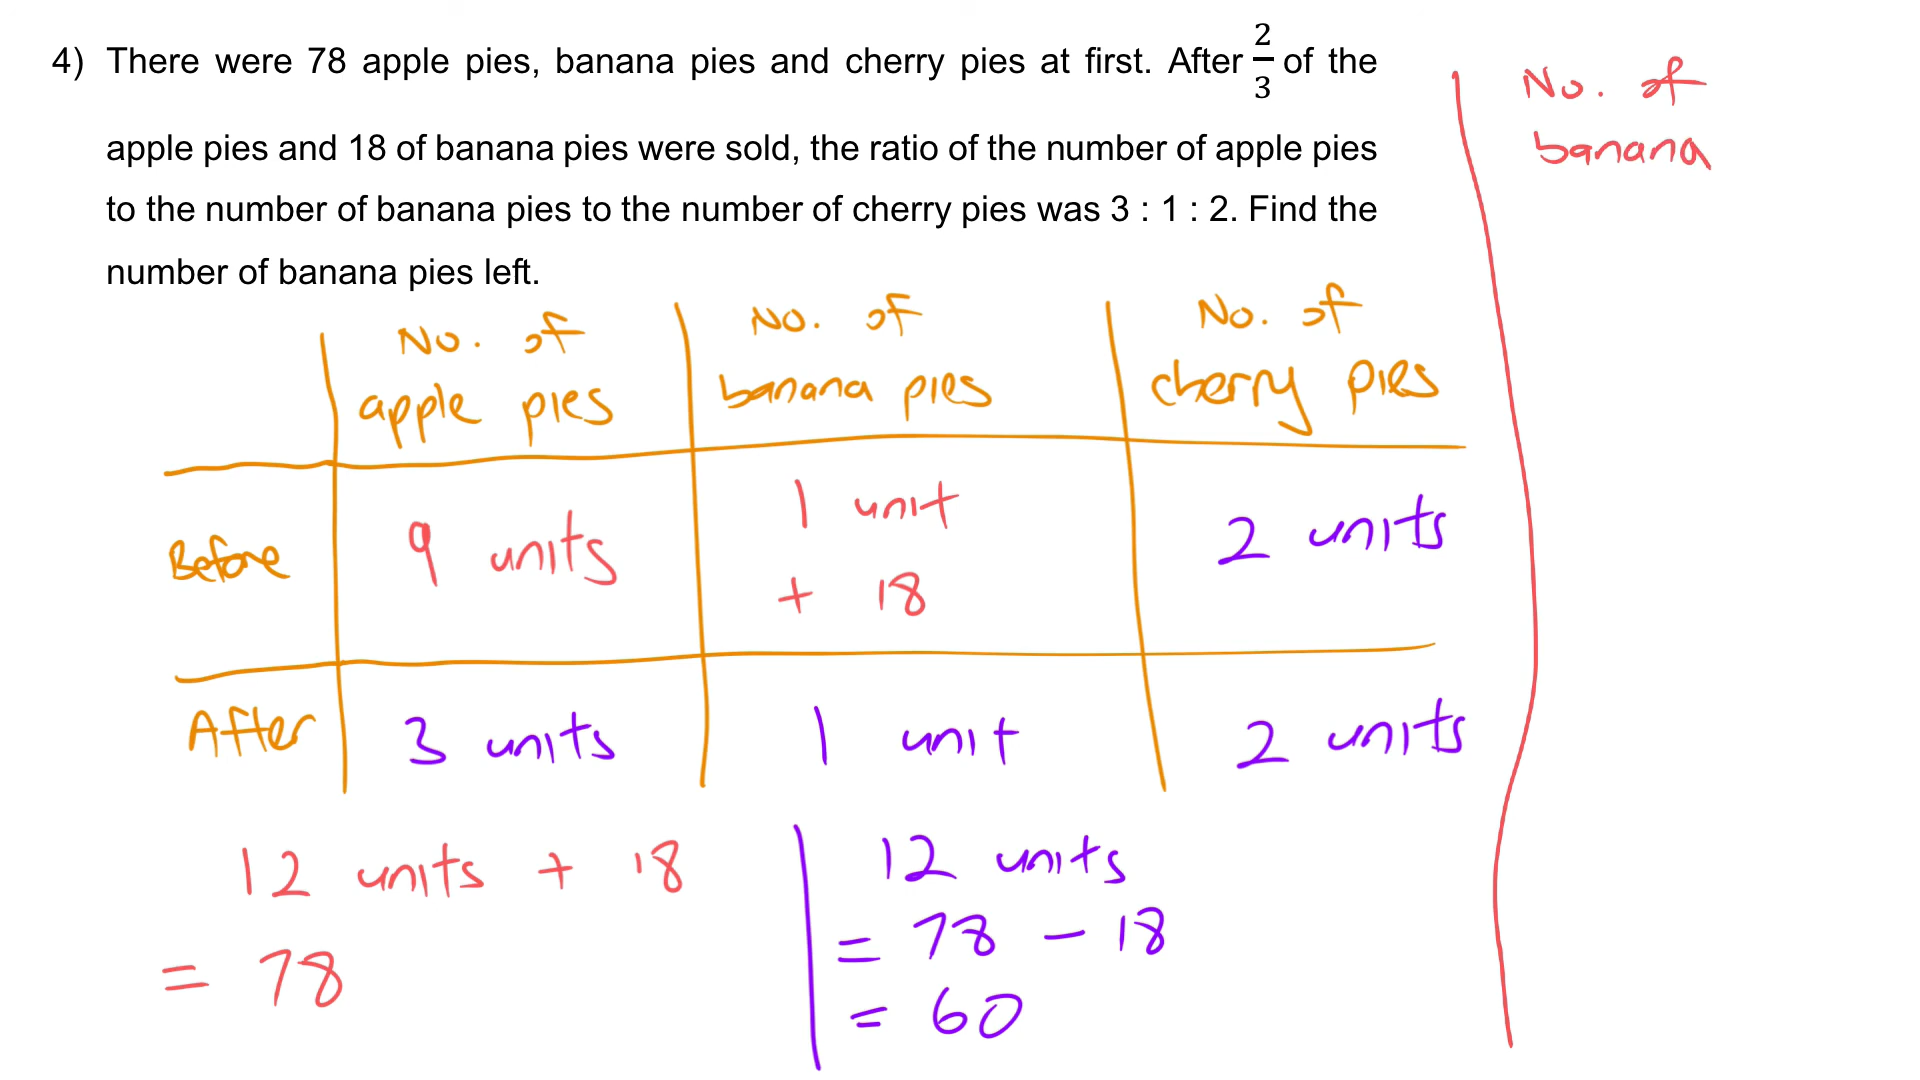 4) There were 78 apple pies, banana pies and cherry pies at first. After 2/3 of the
apple pies and 18 of banana pies were sold, the ratio of the number of apple pies
to the number of banana pies to the number of cherry pies was 3 : 1 : 2. Find the
number of banana pies left.
No. of apple pies
No. of banana pies
No. of cherry pies
Before
9 units
1 unit + 18
2 units
After
3 units
1 unit
2 units
12 units + 18
= 78
12 units
= 78 - 18
= 60
No. of
banana